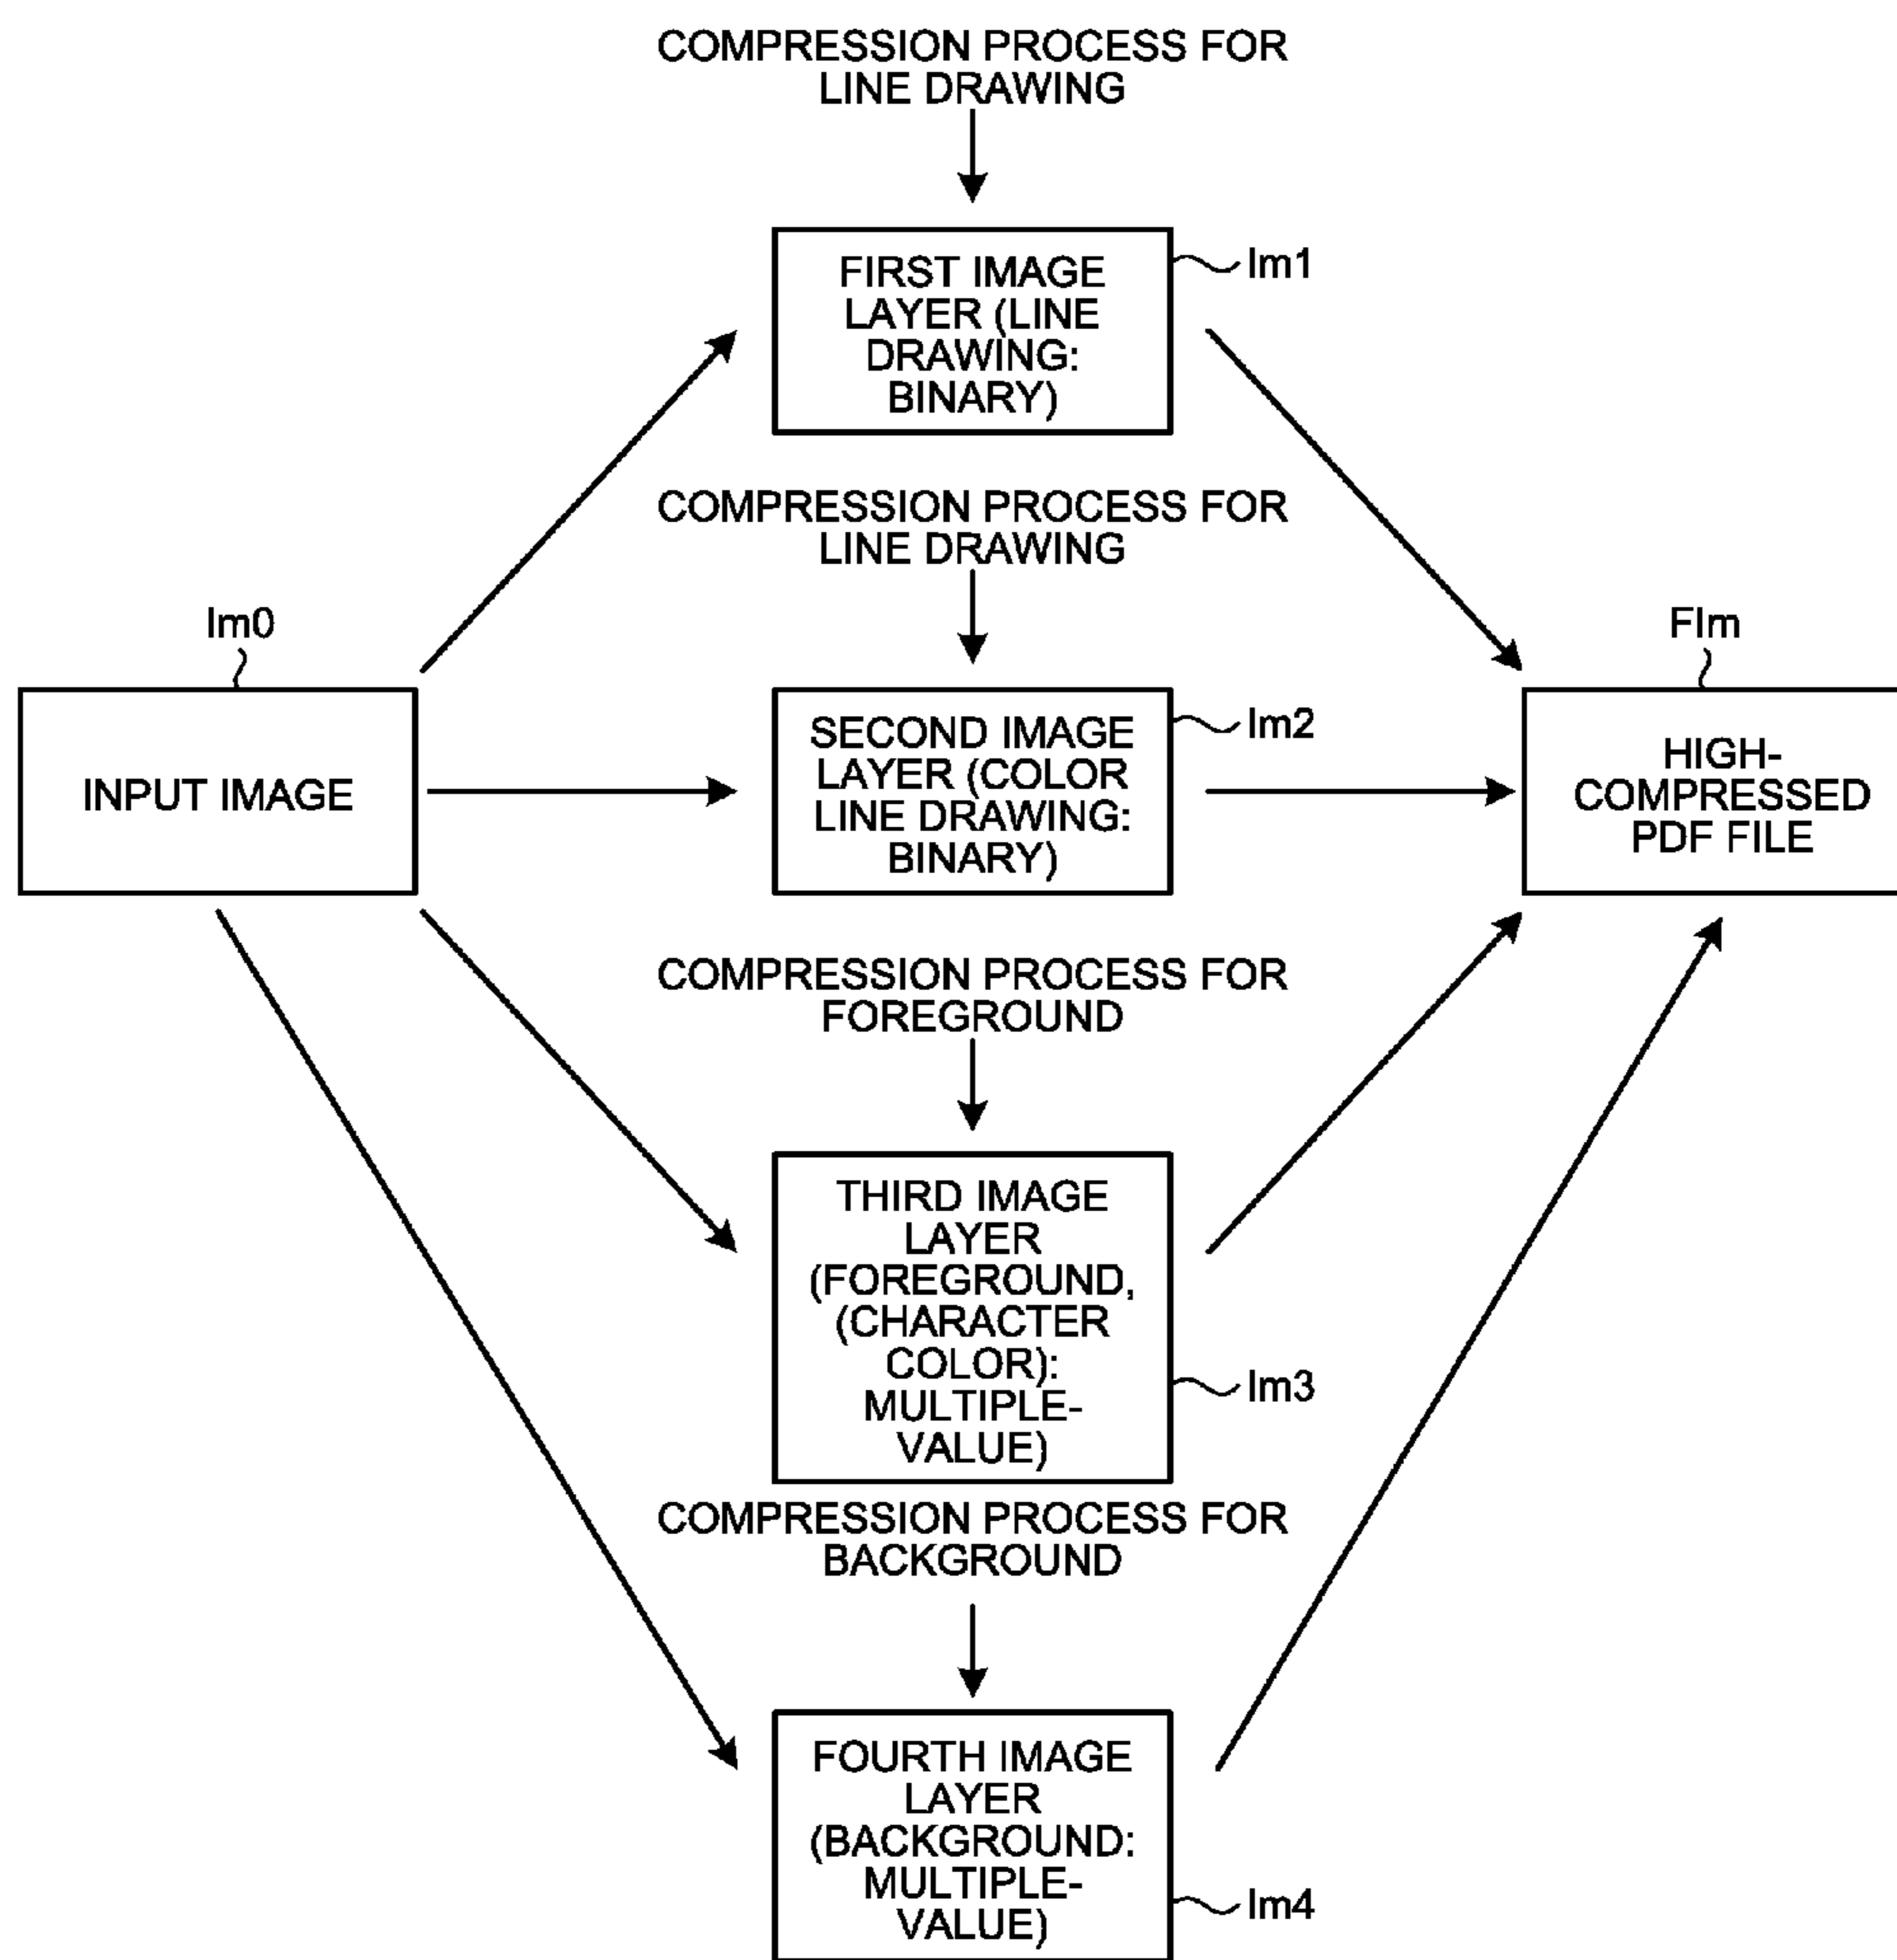 COMPRESSION PROCESS FOR
LINE DRAWING
FIRST IMAGE
LAYER (LINE
DRAWING:
BINARY)
Im1
COMPRESSION PROCESS FOR
LINE DRAWING
Im0
INPUT IMAGE
SECOND IMAGE
LAYER (COLOR
LINE DRAWING:
BINARY)
Im2
FIm
HIGH-
COMPRESSED
PDF FILE
COMPRESSION PROCESS FOR
FOREGROUND
THIRD IMAGE
LAYER
(FOREGROUND,
(CHARACTER
COLOR):
MULTIPLE-
VALUE)
Im3
COMPRESSION PROCESS FOR
BACKGROUND
FOURTH IMAGE
LAYER
(BACKGROUND:
MULTIPLE-
VALUE)
Im4